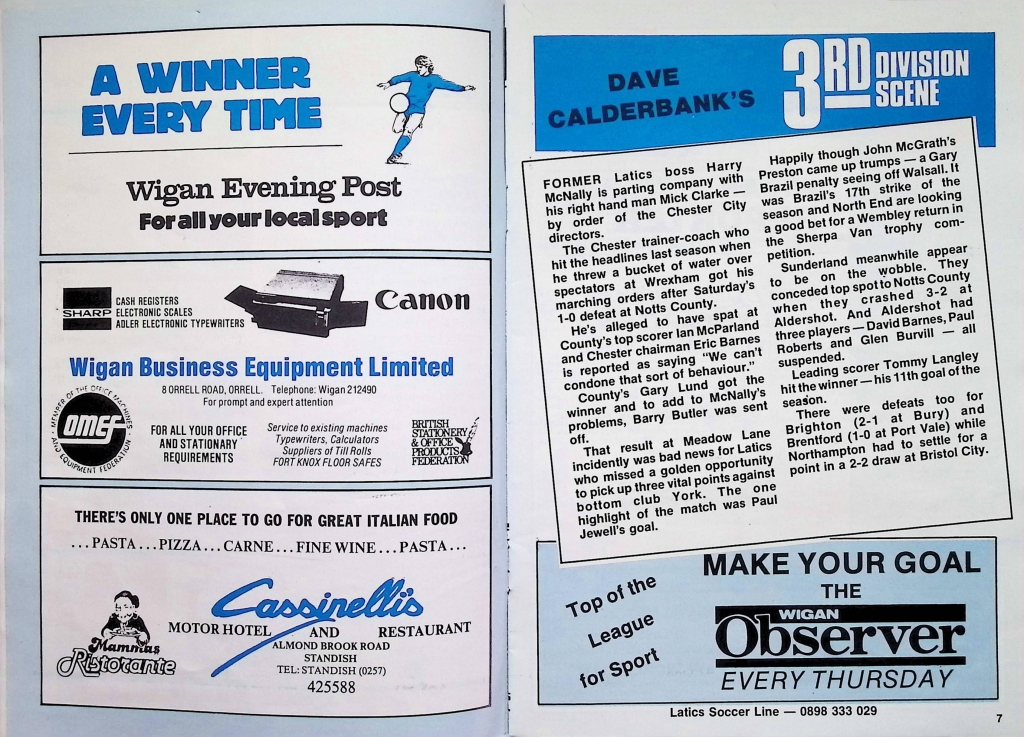 A WINNER
EVERY TIME
Wigan Evening Post
For all your local sport
SHARP
CASH REGISTERS
ELECTRONIC SCALES
ADLER ELECTRONIC TYPEWRITERS
Canon
Wigan Business Equipment Limited
8 ORRELL ROAD, ORRELL. Telephone: Wigan 212490
For prompt and expert attention
MEMBER OF THE OFFICE MACHINES
AND EQUIPMENT FEDERATION
OMEF
FOR ALL YOUR OFFICE
AND STATIONARY
REQUIREMENTS
Service to existing machines
Typewriters, Calculators
Suppliers of Till Rolls
FORT KNOX FLOOR SAFES
BRITISH
STATIONERY
& OFFICE
PRODUCTS
FEDERATION
THERE'S ONLY ONE PLACE TO GO FOR GREAT ITALIAN FOOD
...PASTA...PIZZA...CARNE...FINE WINE...PASTA...
Mammas
Ristorante
Cassinelli's
MOTOR HOTEL AND RESTAURANT
ALMOND BROOK ROAD
STANDISH
TEL: STANDISH (0257)
425588
DAVE
CALDERBANK'S
3RD DIVISION
SCENE
FORMER Latics boss Harry
McNally is parting company with
his right hand man Mick Clarke —
by order of the Chester City
directors.
The Chester trainer-coach who
hit the headlines last season when
he threw a bucket of water over
spectators at Wrexham got his
marching orders after Saturday's
1-0 defeat at Notts County.
He's alleged to have spat at
County's top scorer Ian McParland
and Chester chairman Eric Barnes
is reported as saying "We can't
condone that sort of behaviour."
County's Gary Lund got the
winner and to add to McNally's
problems, Barry Butler was sent
off.
That result at Meadow Lane
incidently was bad news for Latics
who missed a golden opportunity
to pick up three vital points against
bottom club York. The one
highlight of the match was Paul
Jewell's goal.
Happily though John McGrath's
Preston came up trumps — a Gary
Brazil penalty seeing off Walsall. It
was Brazil's 17th strike of the
season and North End are looking
a good bet for a Wembley return in
the Sherpa Van trophy com-
petition.
Sunderland meanwhile appear
to be on the wobble. They
conceded top spot to Notts County
when they crashed 3-2 at
Aldershot. And Aldershot had
three players — David Barnes, Paul
Roberts and Glen Burvill — all
suspended.
Leading scorer Tommy Langley
hit the winner — his 11th goal of the
season.
There were defeats too for
Brighton (2-1 at Bury) and
Brentford (1-0 at Port Vale) while
Northampton had to settle for a
point in a 2-2 draw at Bristol City.
Top of the
League
for Sport
MAKE YOUR GOAL
THE
WIGAN
Observer
EVERY THURSDAY
Latics Soccer Line — 0898 333 029
7